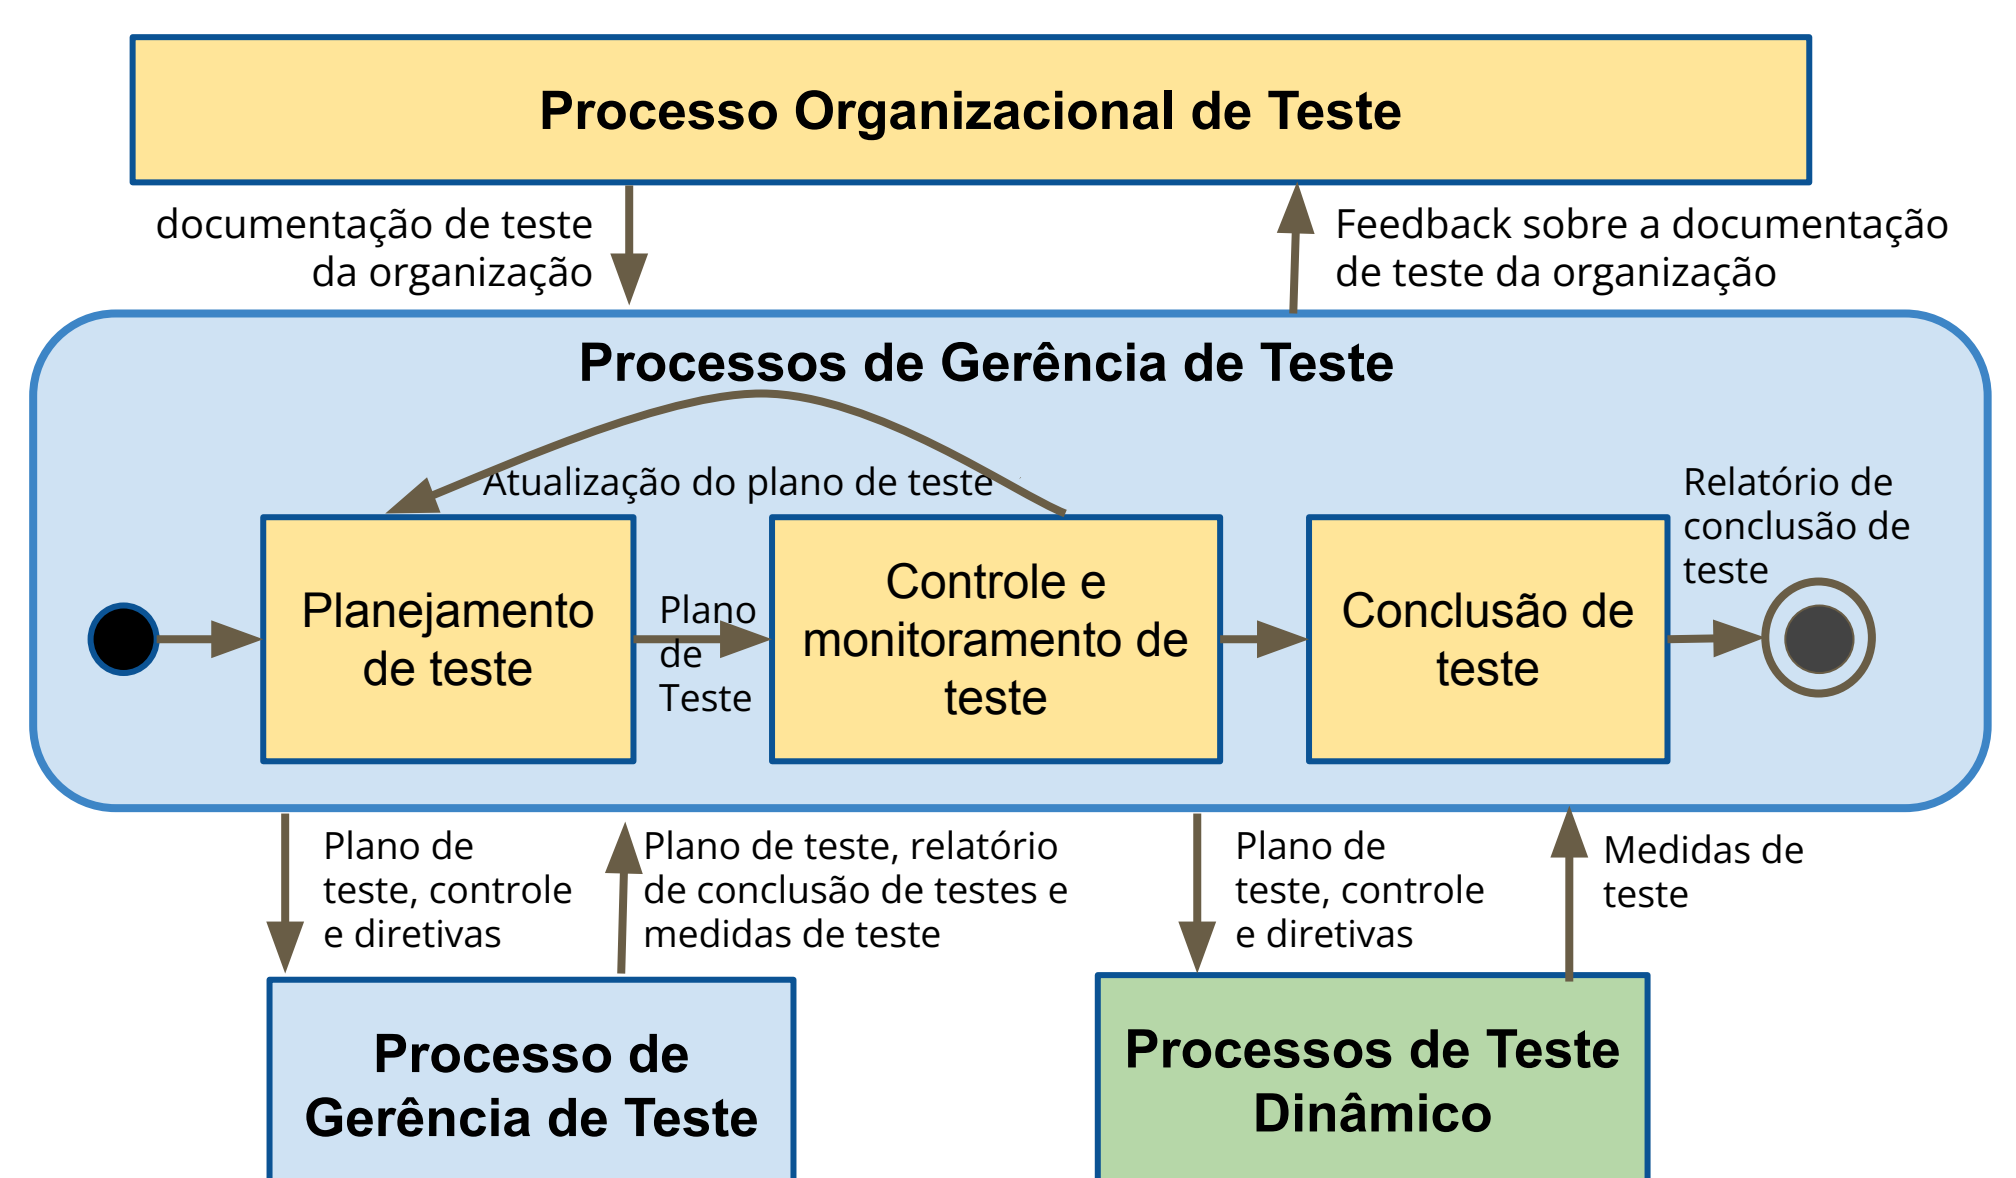 Processo Organizacional de Teste
documentação de teste
da organização
Feedback sobre a documentação
de teste da organização
Processos de Gerência de Teste
Atualização do plano de teste
Relatório de
conclusão de
teste
Planejamento
de teste
Plano
de
Teste
Controle e
monitoramento de
teste
Conclusão de
teste
Plano de
teste, controle
e diretivas
Plano de teste, relatório
de conclusão de testes e
medidas de teste
Plano de
teste, controle
e diretivas
Medidas de
teste
Processo de
Gerência de Teste
Processos de Teste
Dinâmico